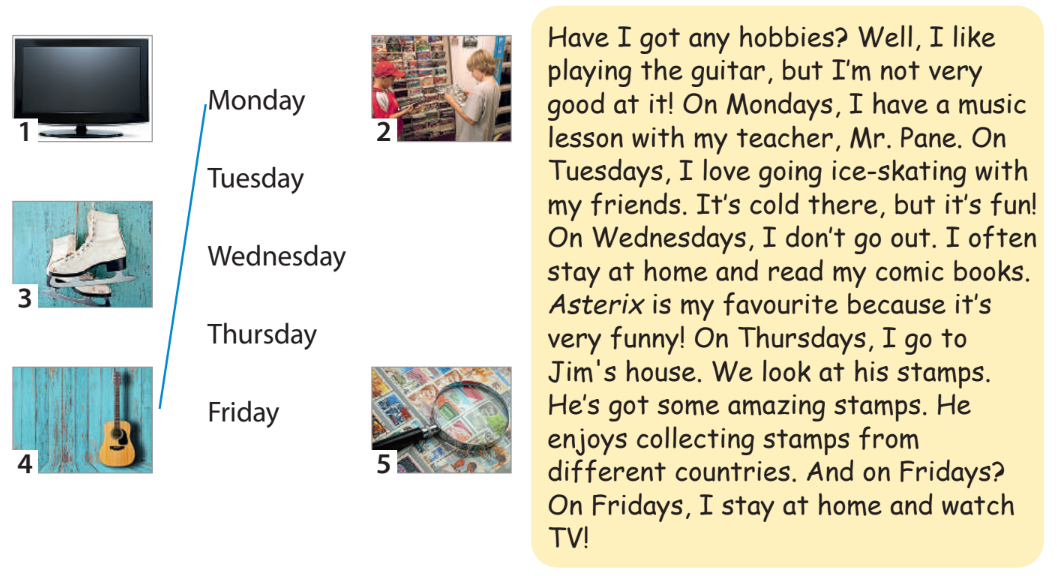 1
Monday
2
Tuesday
3
Wednesday
Thursday
4
Friday
5
Have I got any hobbies? Well, I like
playing the guitar, but I'm not very
good at it! On Mondays, I have a music
lesson with my teacher, Mr. Pane. On
Tuesdays, I love going ice-skating with
my friends. It's cold there, but it's fun!
On Wednesdays, I don't go out. I often
stay at home and read my comic books.
Asterix is my favourite because it's
very funny! On Thursdays, I go to
Jim's house. We look at his stamps.
He's got some amazing stamps. He
enjoys collecting stamps from
different countries. And on Fridays?
On Fridays, I stay at home and watch
TV!